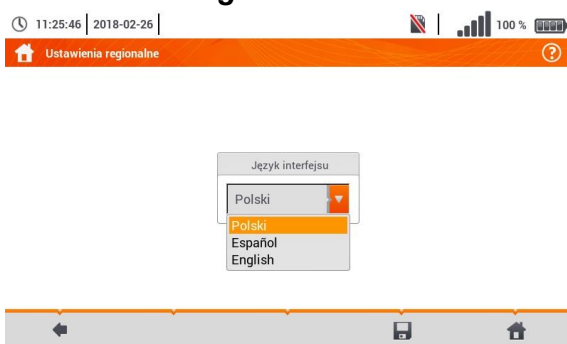 11:25:46 2018-02-26 100 %
Ustawienia regionalne
Język interfejsu
Polski
Polski
Español
English